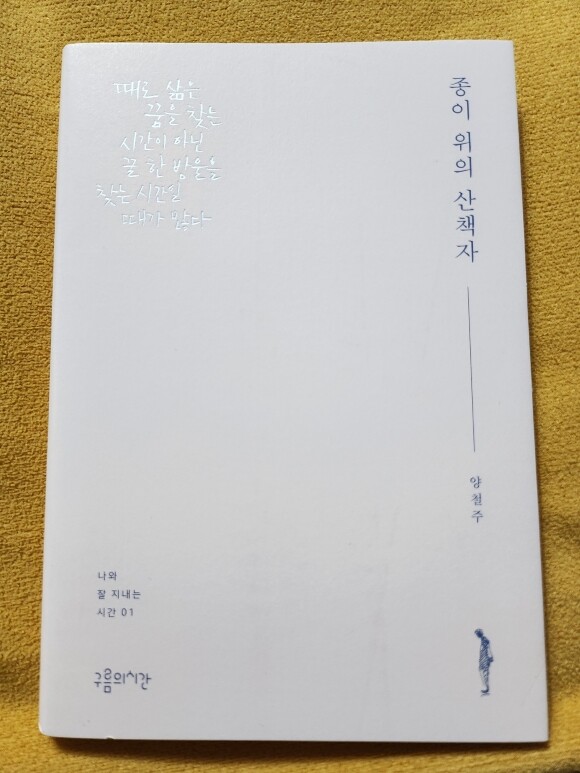 때로 삶은
꿈을 찾는
시간이 아닌
꿀 한 방울을
찾는 시간일
때가 많다
종이 위의 산책자
양철주
나와
잘 지내는
시간 01
구름의시간